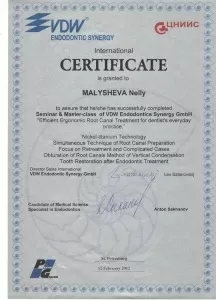 VDW
ENDODONTIC SYNERGY
ЦНИИС
International
CERTIFICATE
is granted to
MALYSHEVA Nelly
to assure that he/she has successfully completed
Seminar & Master-class of VDW Endodontics Synergy GmbH
"Efficient Ergonomic Root Canal Treatment for dentist's everyday
practice."
Nickel-titanium Technology
Simultaneous Technique of Root Canal Preparation
Focus on Retreatment and Complicated Cases
Obturation of Root Canals Method of Vertical Condensation
Tooth Restoration after Endodontic Treatment
Director Sales International
VDW Endodontic Synergy GmbH
Candidate of Medical Science
Specialist in Endodontics
St. Petersburg
February 2002